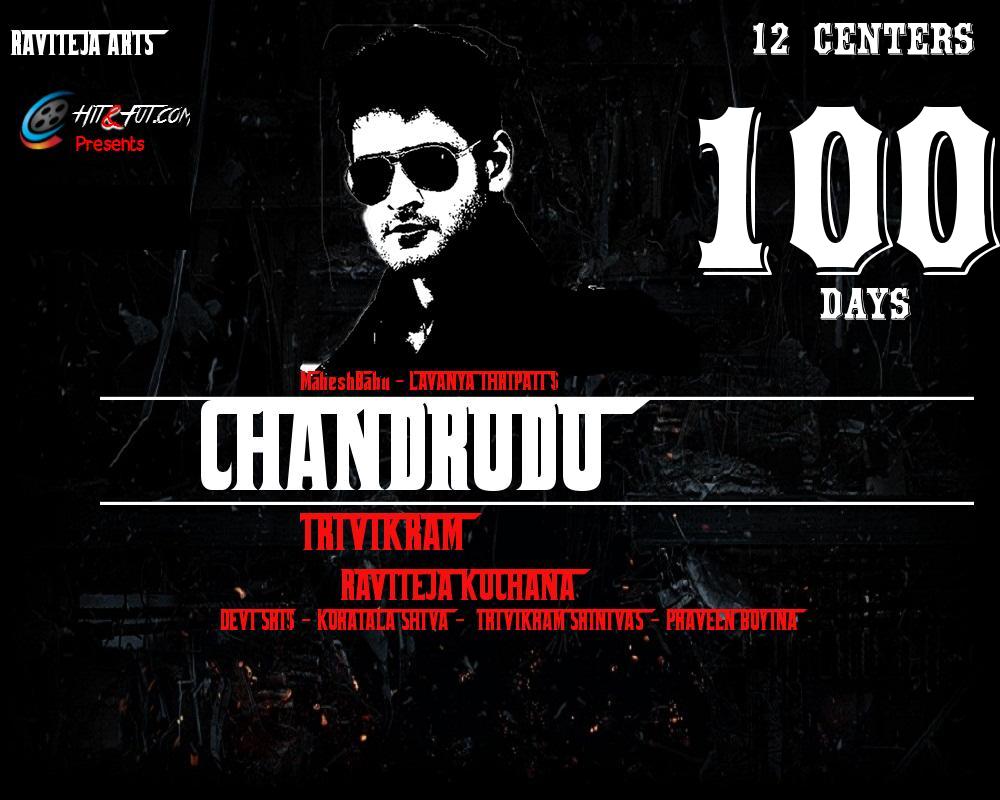 RAVITEJA ARTS
12 CENTERS
HIT&FUT.COM
Presents
100
DAYS
MaheshBabu - LAVANYA THRIPATI'S
CHANDRUDU
TRIVIKRAM
RAVITEJA KUCHANA
DEVI SRIS - KORATALA SHIVA - TRIVIKRAM SRINIVAS - PRAVEEN BOYINA